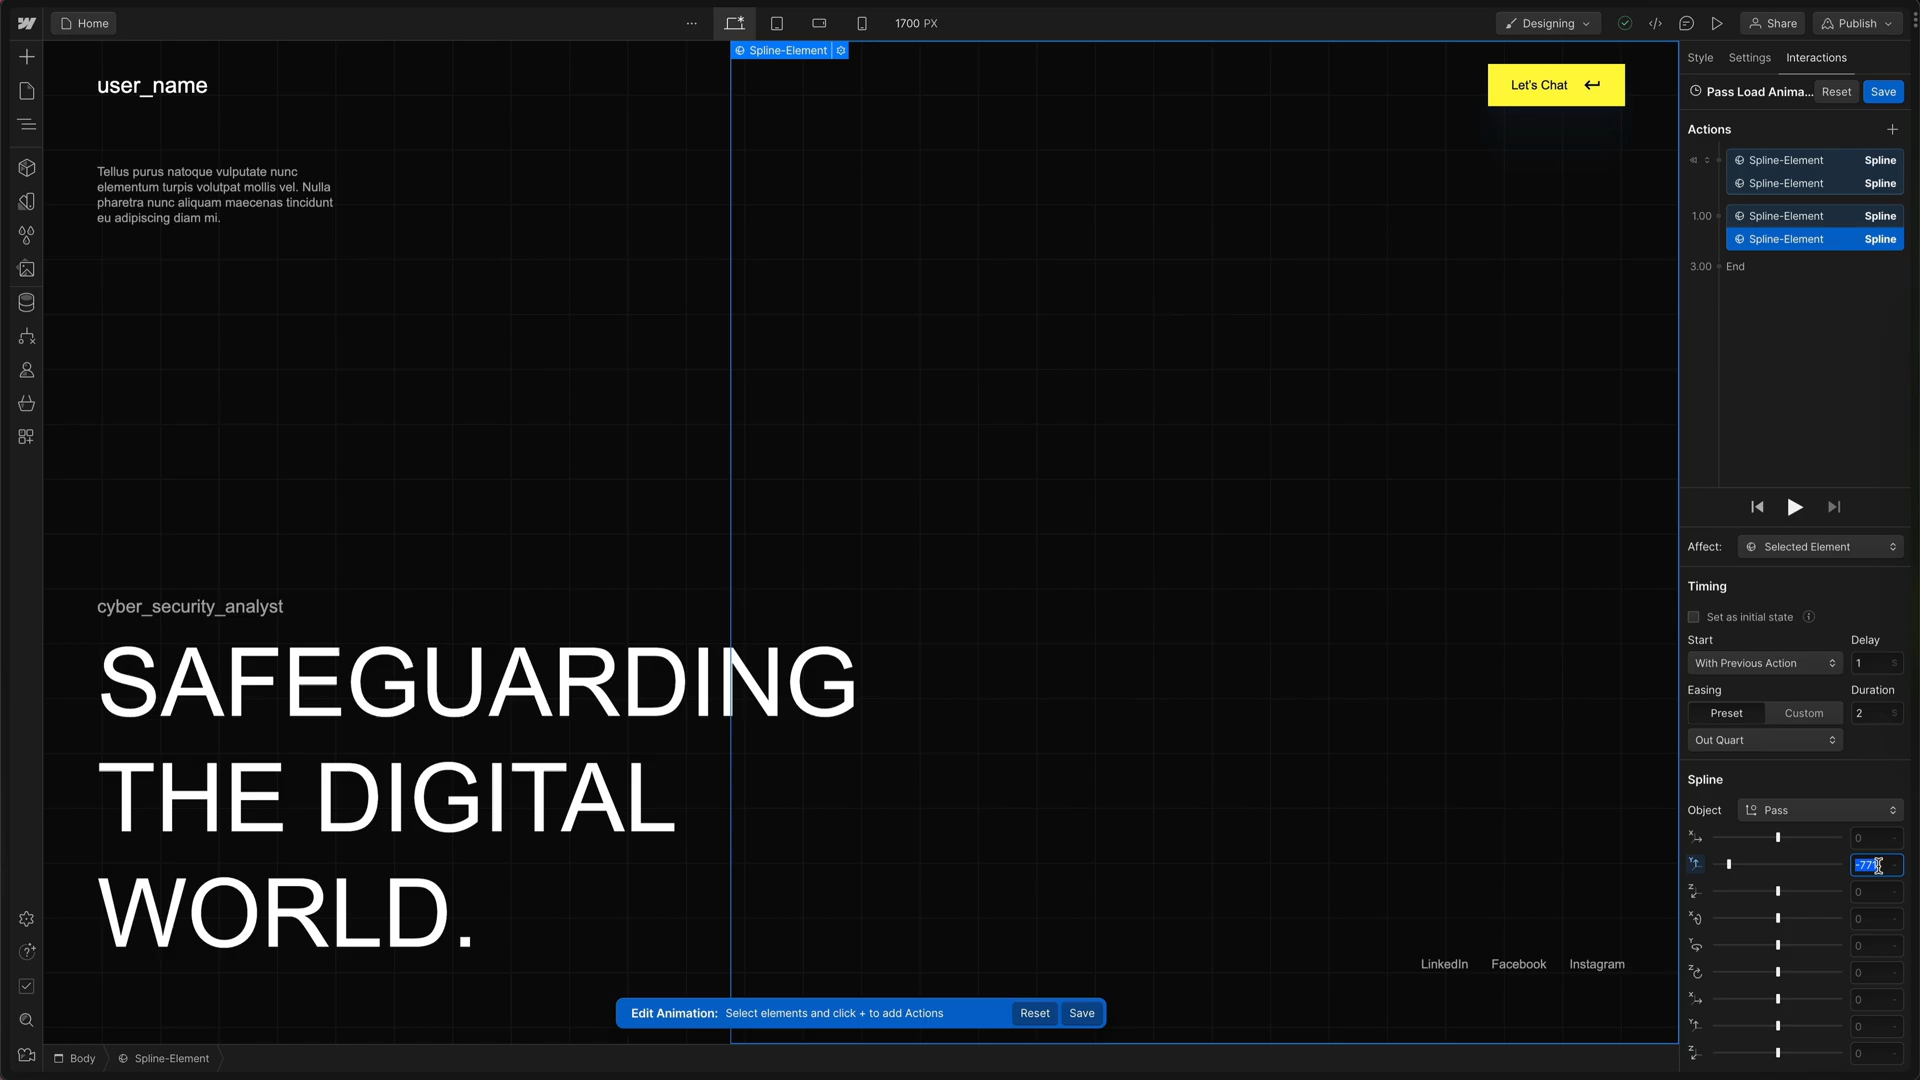 Home
1700 PX
Designing
Share
Publish
Spline-Element
user_name
Let's Chat
Tellus purus natoque vulputate nunc
elementum turpis volutpat mollis vel. Nulla
pharetra nunc aliquam maecenas tincidunt
eu adipiscing diam mi.
cyber_security_analyst
SAFEGUARDING
THE DIGITAL
WORLD.
LinkedIn Facebook Instagram
Edit Animation: Select elements and click + to add Actions Reset Save
Body Spline-Element
Style Settings Interactions
Pass Load Anima... Reset Save
Actions
Spline-Element Spline
Spline-Element Spline
1.00 Spline-Element Spline
Spline-Element Spline
3.00 End
Affect: Selected Element
Timing
Set as initial state
Start Delay
With Previous Action 1 S
Easing Duration
Preset Custom 2 S
Out Quart
Spline
Object Pass
X 0 -
Y -771 -
Z 0 -
X 0 -
Y 0 -
Z 0 -
X 0 -
Y 0 -
Z 0 -